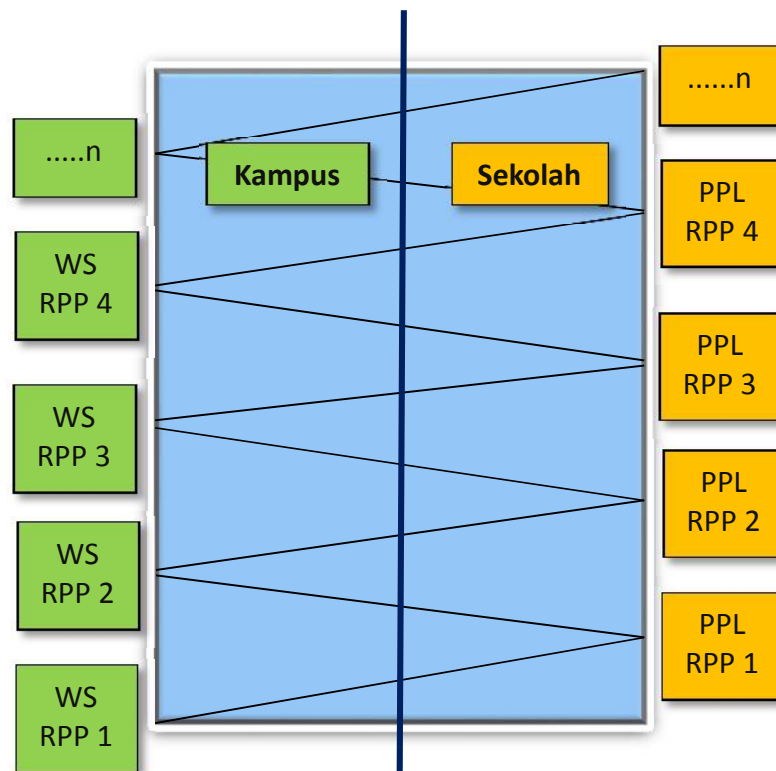 ......n
.....n
Kampus
Sekolah
PPL
RPP 4
WS
RPP 4
PPL
RPP 3
WS
RPP 3
PPL
RPP 2
WS
RPP 2
PPL
RPP 1
WS
RPP 1